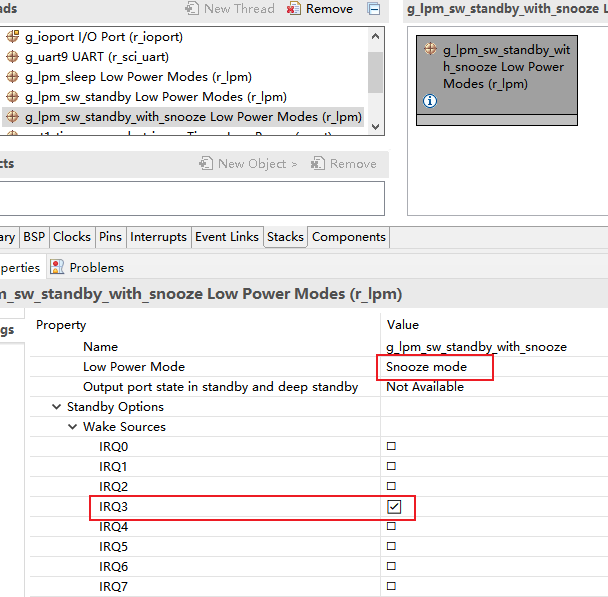 ds
New Thread
Remove
g_lpm_sw_standby_with_snooze L
g_ioport I/O Port (r_ioport)
g_uart9 UART (r_sci_uart)
g_lpm_sleep Low Power Modes (r_lpm)
g_lpm_sw_standby Low Power Modes (r_lpm)
g_lpm_sw_standby_with_snooze Low Power Modes (r_lpm)
g_lpm_sw_standby_wit
h_snooze Low Power
Modes (r_lpm)
cts
New Object >
Remove
ary
BSP
Clocks
Pins
Interrupts
Event Links
Stacks
Components
perties
Problems
m_sw_standby_with_snooze Low Power Modes (r_lpm)
gs
Property
Value
Name
g_lpm_sw_standby_with_snooze
Low Power Mode
Snooze mode
Output port state in standby and deep standby
Not Available
Standby Options
Wake Sources
IRQ0
IRQ1
IRQ2
IRQ3
IRQ4
IRQ5
IRQ6
IRQ7